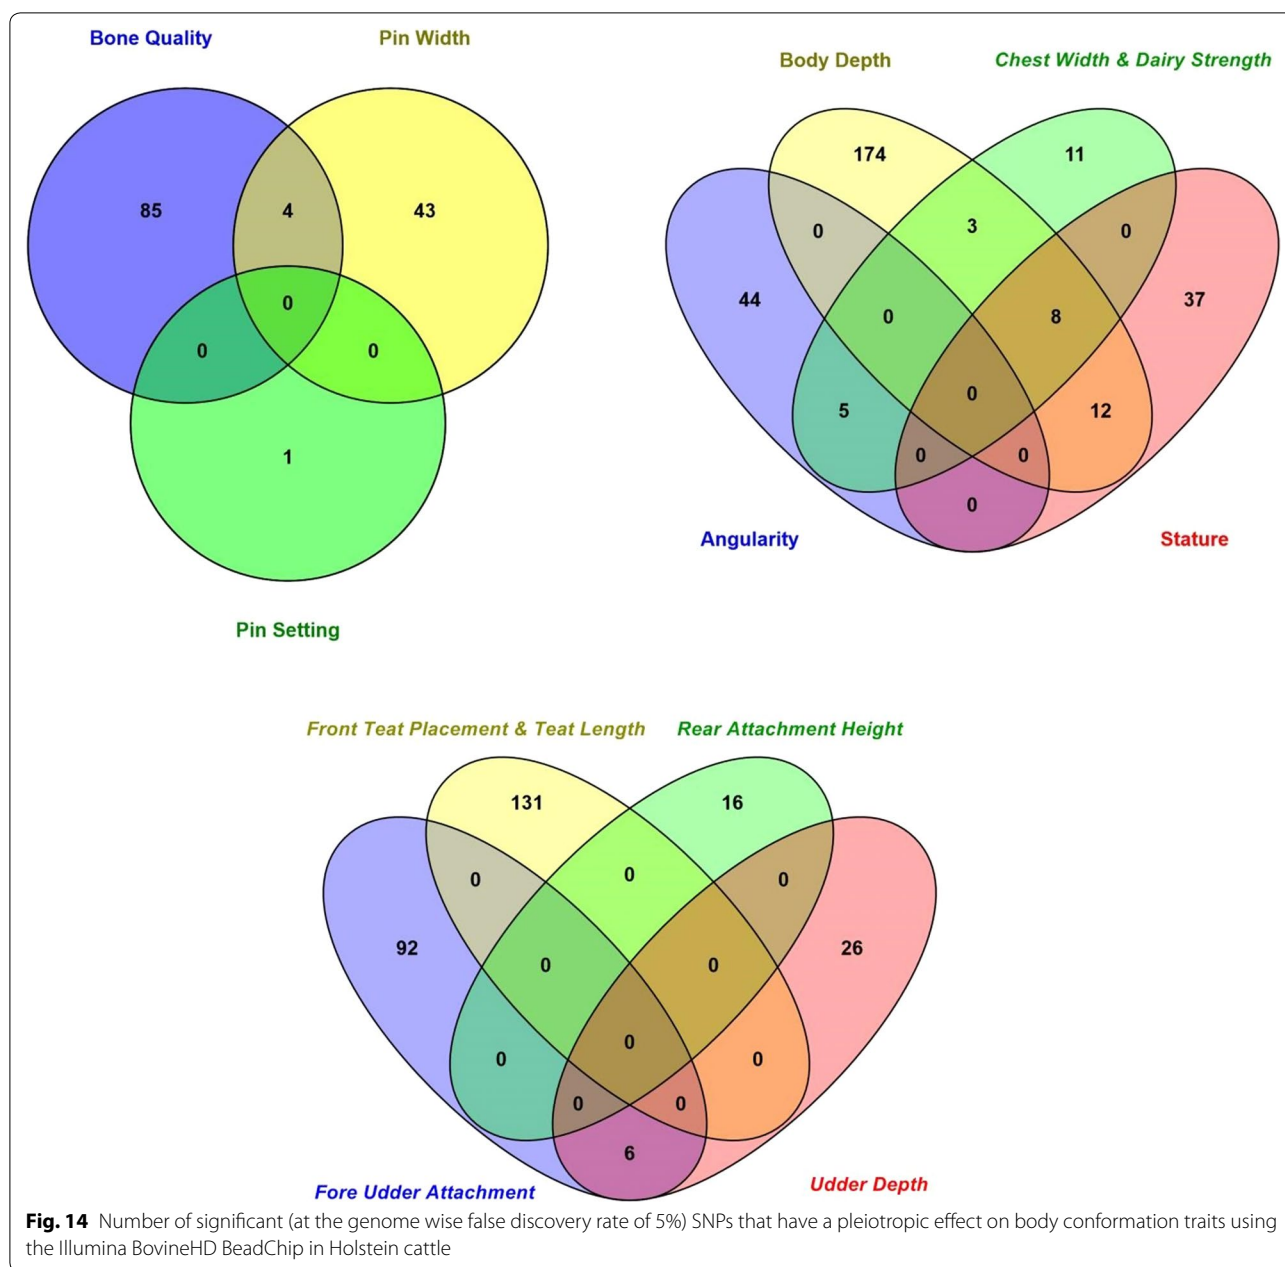 Bone Quality
Pin Width
85
4
43
0
0
0
1
Pin Setting
Body Depth
Chest Width & Dairy Strength
174
11
0
3
0
44
37
0
8
0
5
12
0
0
0
Angularity
Stature
Front Teat Placement & Teat Length
Rear Attachment Height
131
16
0
0
0
92
26
0
0
0
0
0
0
0
6
Fore Udder Attachment
Udder Depth
Fig. 14 Number of significant (at the genome wise false discovery rate of 5%) SNPs that have a pleiotropic effect on body conformation traits using
the Illumina BovineHD BeadChip in Holstein cattle